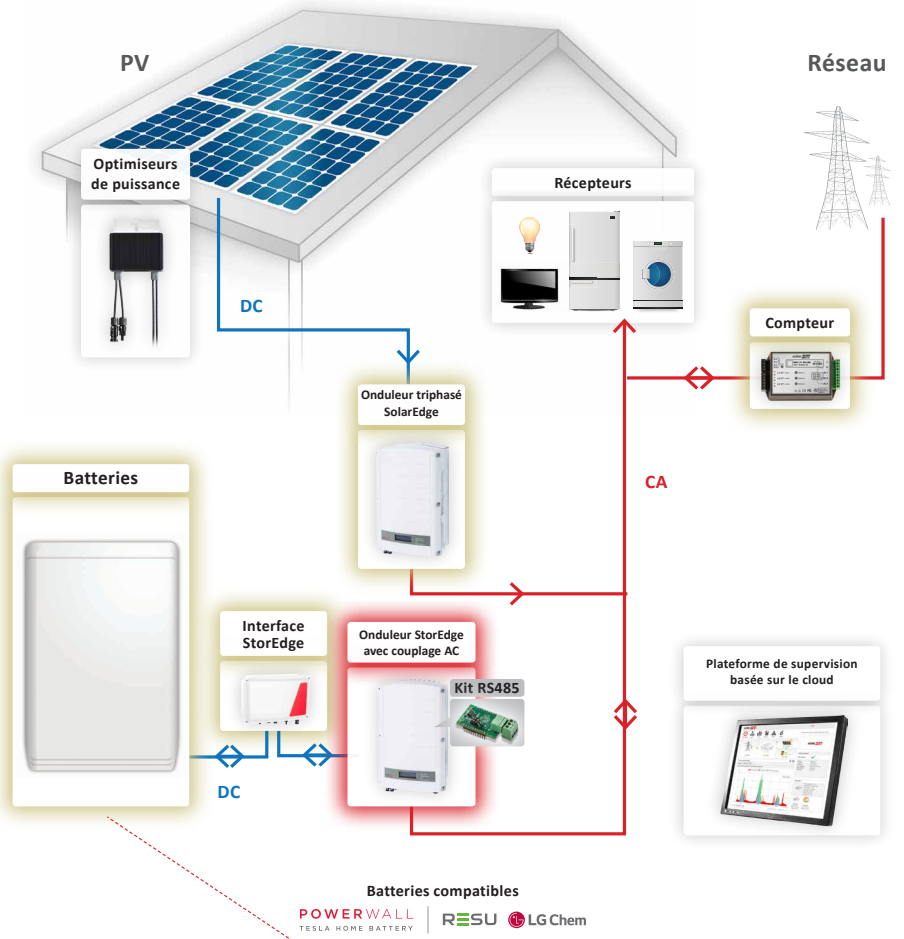 PV
Réseau
Optimiseurs
de puissance
Récepteurs
DC
Compteur
Onduleur triphasé
SolarEdge
Batteries
CA
Interface
StorEdge
Onduleur StorEdge
avec couplage AC
Kit RS485
Plateforme de supervision
basée sur le cloud
DC
Batteries compatibles
POWERWALL
TESLA HOME BATTERY
RESU
LG Chem